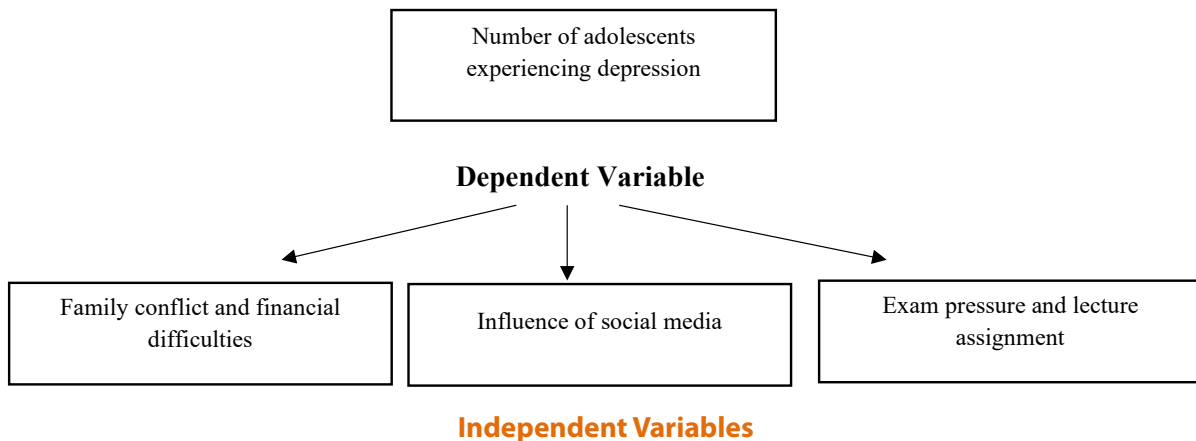 Number of adolescents
experiencing depression
Dependent Variable
Family conflict and financial
difficulties
Influence of social media
Exam pressure and lecture
assignment
Independent Variables